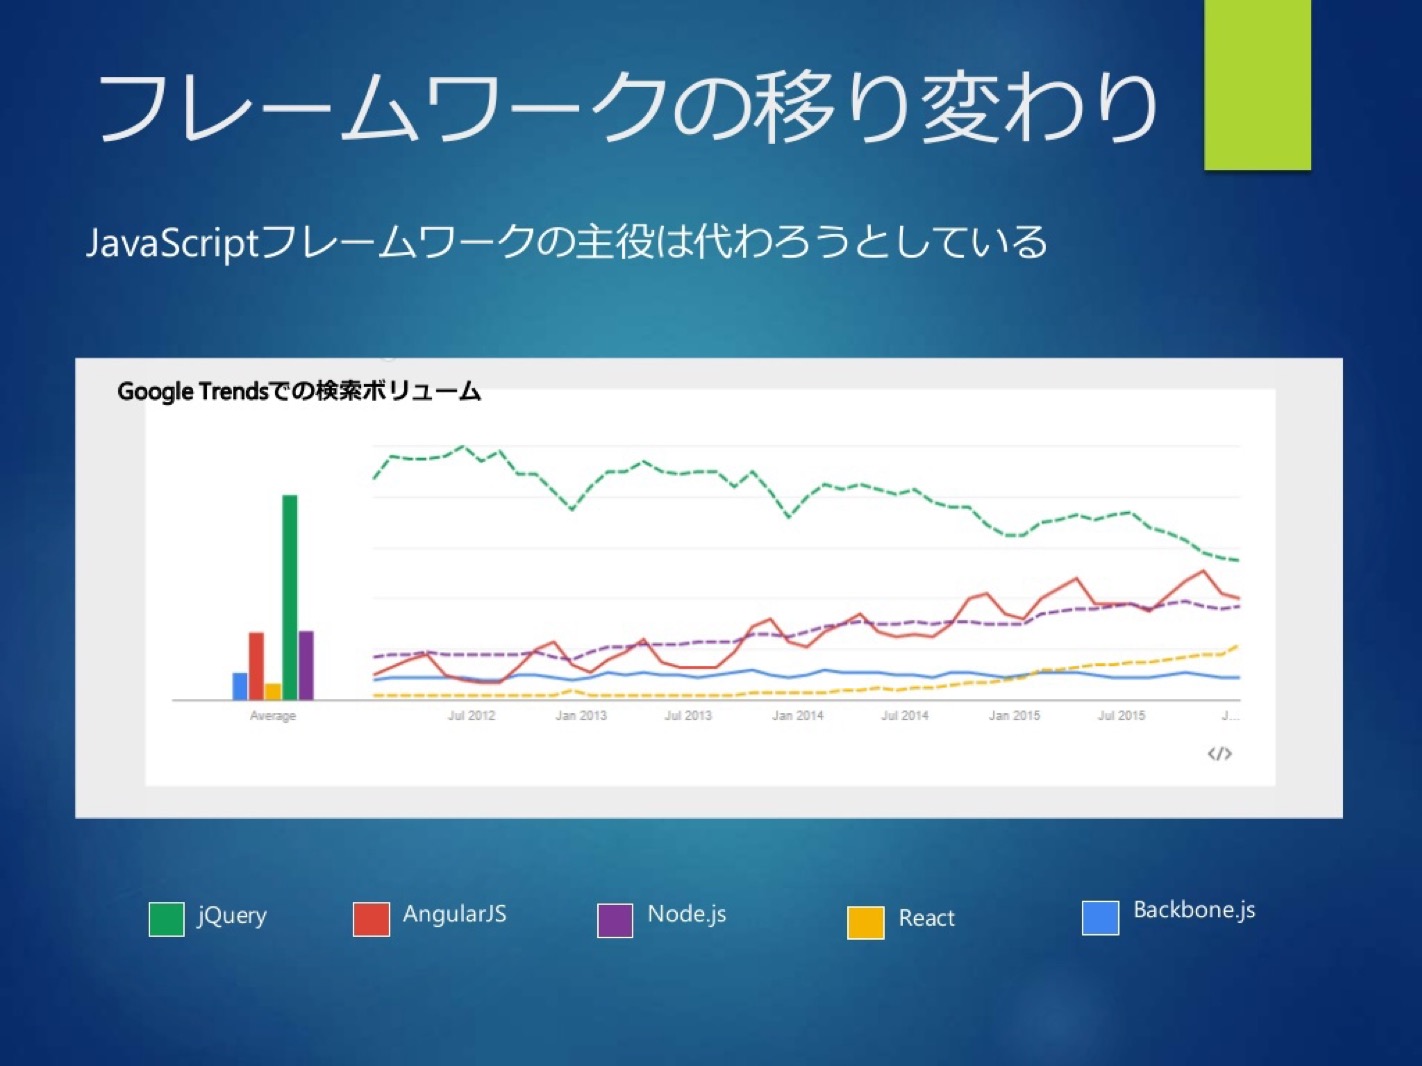 フレームワークの移り変わり
JavaScriptフレームワークの主役は代わろうとしている
Google Trendsでの検索ボリューム
Average
Jul 2012
Jan 2013
Jul 2013
Jan 2014
Jul 2014
Jan 2015
Jul 2015
J...
</>
jQuery
AngularJS
Node.js
React
Backbone.js